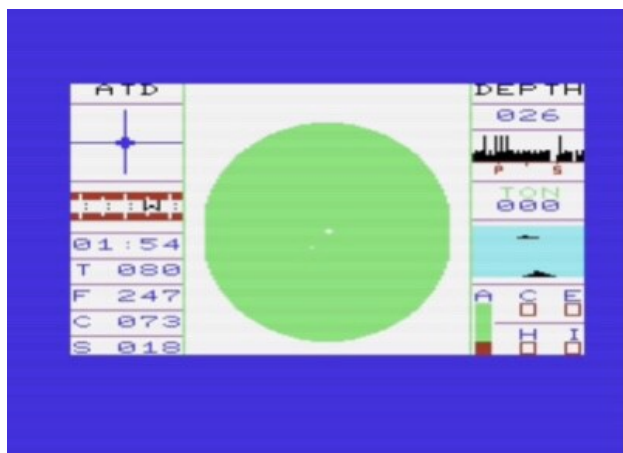 ATD
W
01:54
T 080
F 247
C 073
S 018
DEPTH
026
P S
TON
000
A C E
H I